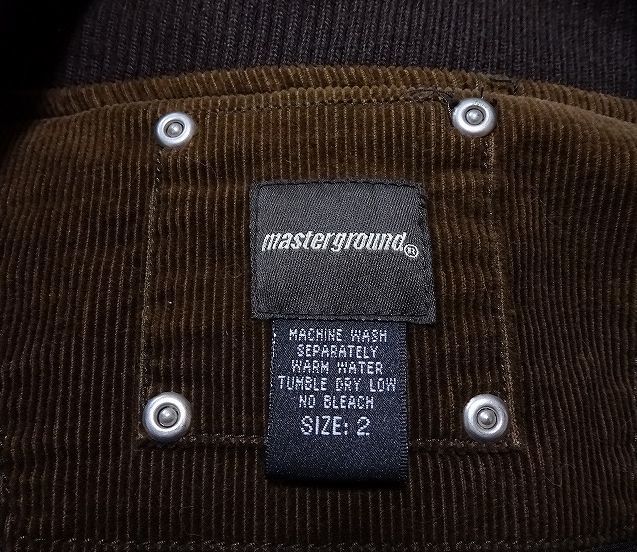 masterground®
MACHINE WASH
SEPARATELY
WARM WATER
TUMBLE DRY LOW
NO BLEACH
SIZE: 2